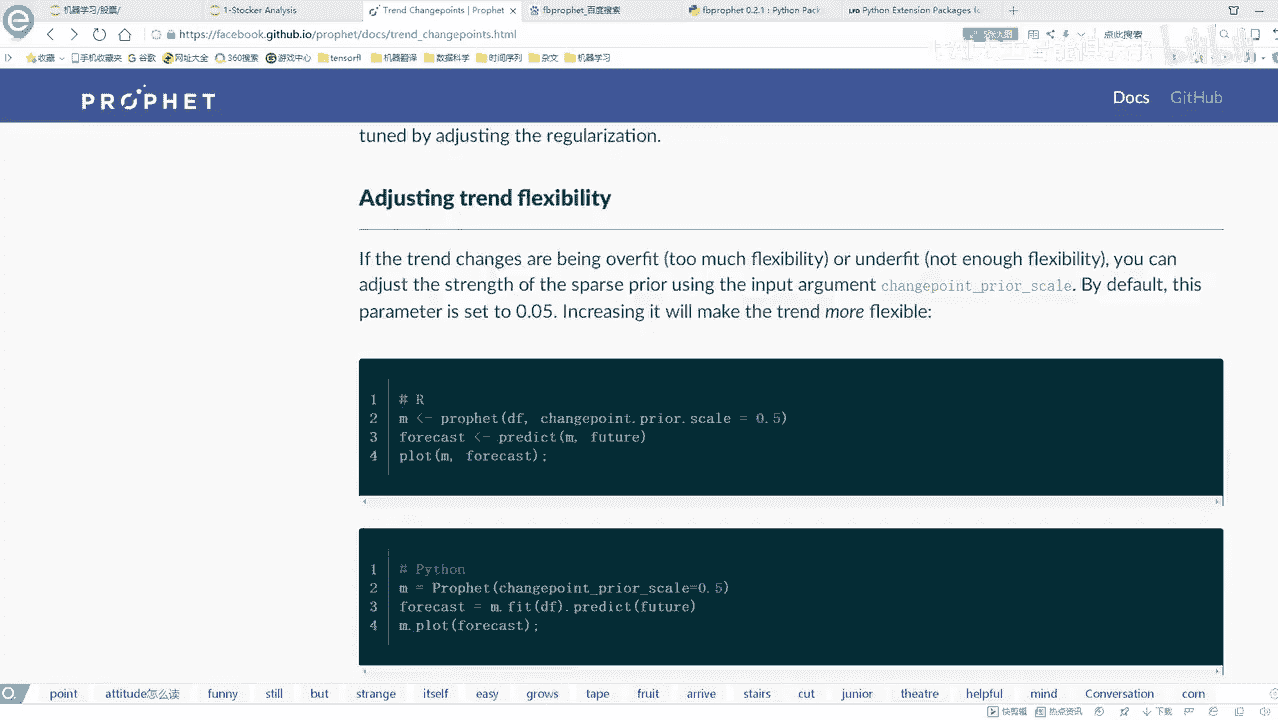 机器学习/股票/
1-Stocker Analysis
Trend Changepoints | Prophet
fbprophet_百度搜索
fbprophet 0.2.1 : Python Pack
LFD Python Extension Packages fo
https://facebook.github.io/prophet/docs/trend_changepoints.html
点此搜索
收藏
手机收藏夹
谷歌
网址大全
360搜索
游戏中心
tensorfl
机器翻译
数据科学
时间序列
杂文
机器学习
PROPHET
Docs
GitHub
tuned by adjusting the regularization.
Adjusting trend flexibility
If the trend changes are being overfit (too much flexibility) or underfit (not enough flexibility), you can
adjust the strength of the sparse prior using the input argument changepoint_prior_scale. By default, this
parameter is set to 0.05. Increasing it will make the trend more flexible:
1 # R
2 m <- prophet(df, changepoint.prior.scale = 0.5)
3 forecast <- predict(m, future)
4 plot(m, forecast);
1 # Python
2 m = Prophet(changepoint_prior_scale=0.5)
3 forecast = m.fit(df).predict(future)
4 m.plot(forecast);
point attitude怎么读 funny still but strange itself easy grows tape fruit arrive stairs cut junior theatre helpful mind Conversation corn
快剪辑 热点资讯 下载